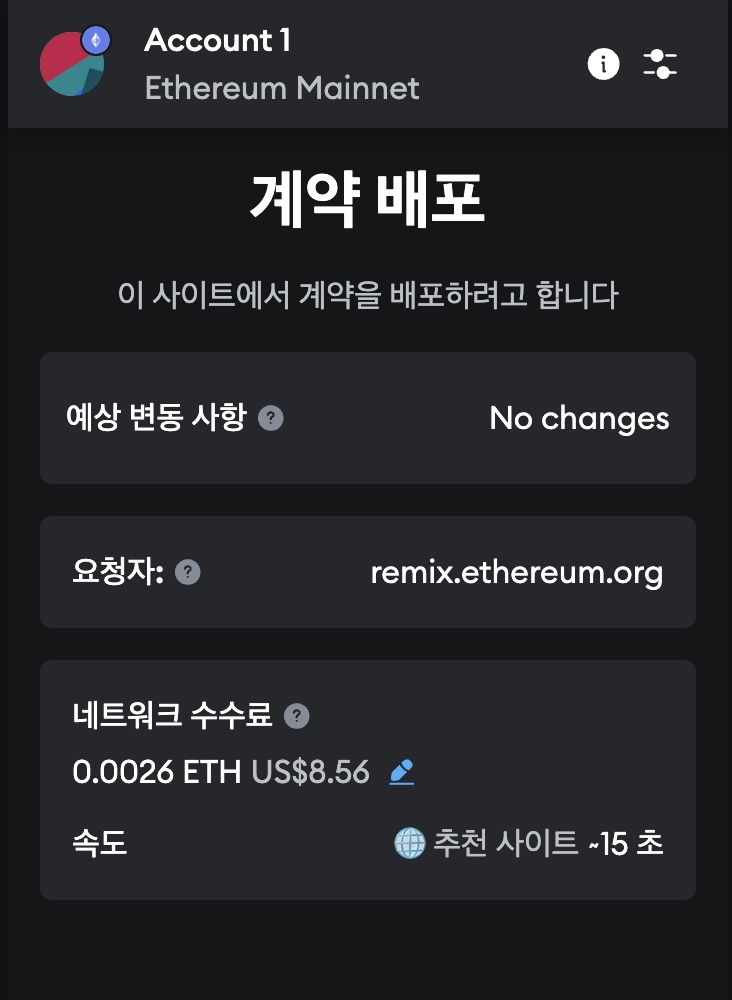 Account 1
Ethereum Mainnet
계약 배포
이 사이트에서 계약을 배포하려고 합니다
예상 변동 사항 ? No changes
요청자: ? remix.ethereum.org
네트워크 수수료 ?
0.0026 ETH US$8.56
속도 🌐 추천 사이트 ~15 초